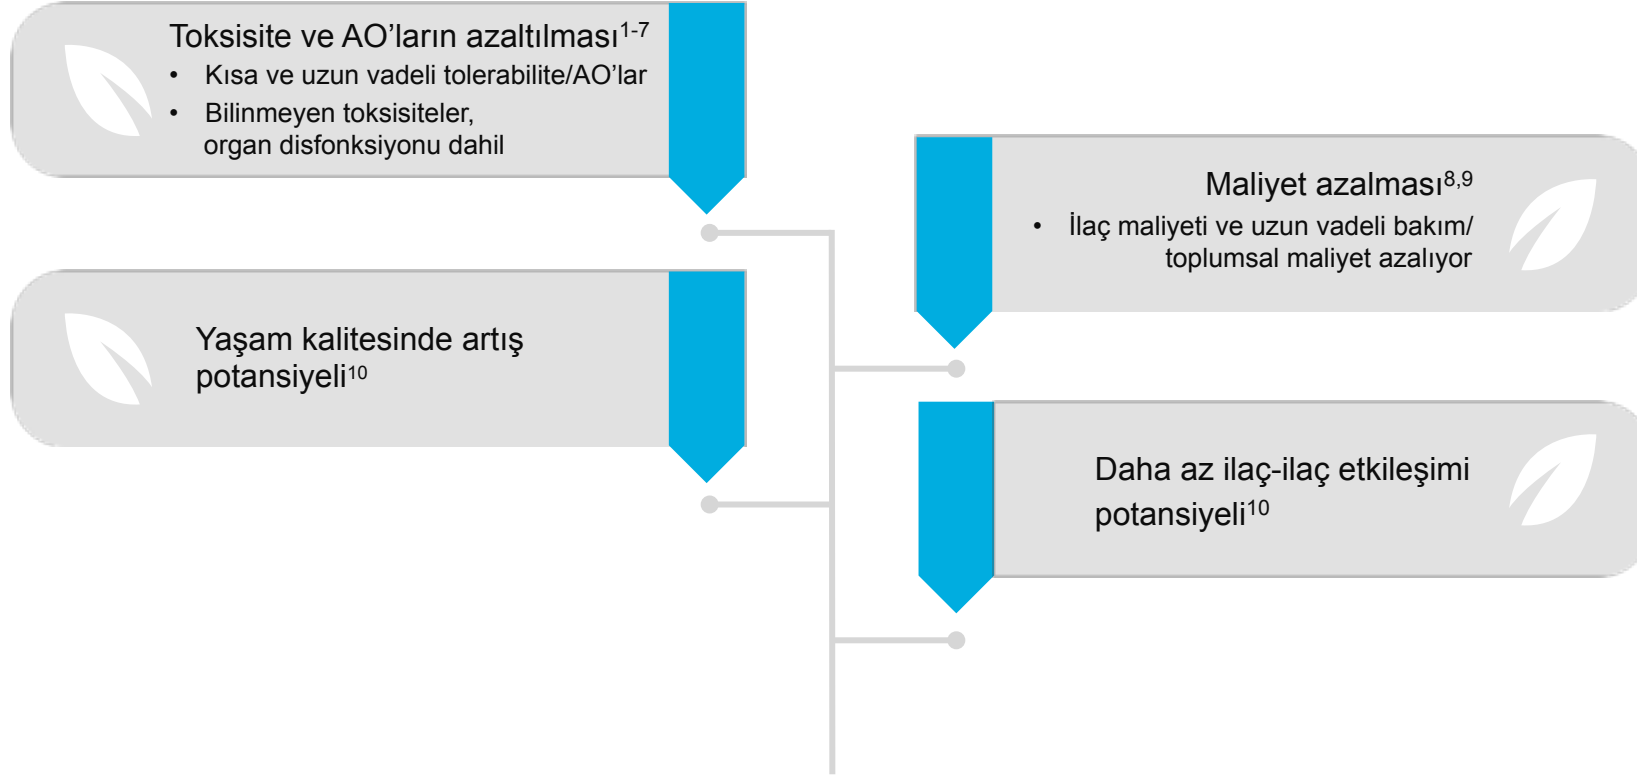 Toksisite ve AO’ların azaltılması1-7
• Kısa ve uzun vadeli tolerabilite/AO’lar
• Bilinmeyen toksisiteler,
organ disfonksiyonu dahil
Maliyet azalması8,9
• İlaç maliyeti ve uzun vadeli bakım/
toplumsal maliyet azalıyor
Yaşam kalitesinde artış
potansiyeli10
Daha az ilaç-ilaç etkileşimi
potansiyeli10